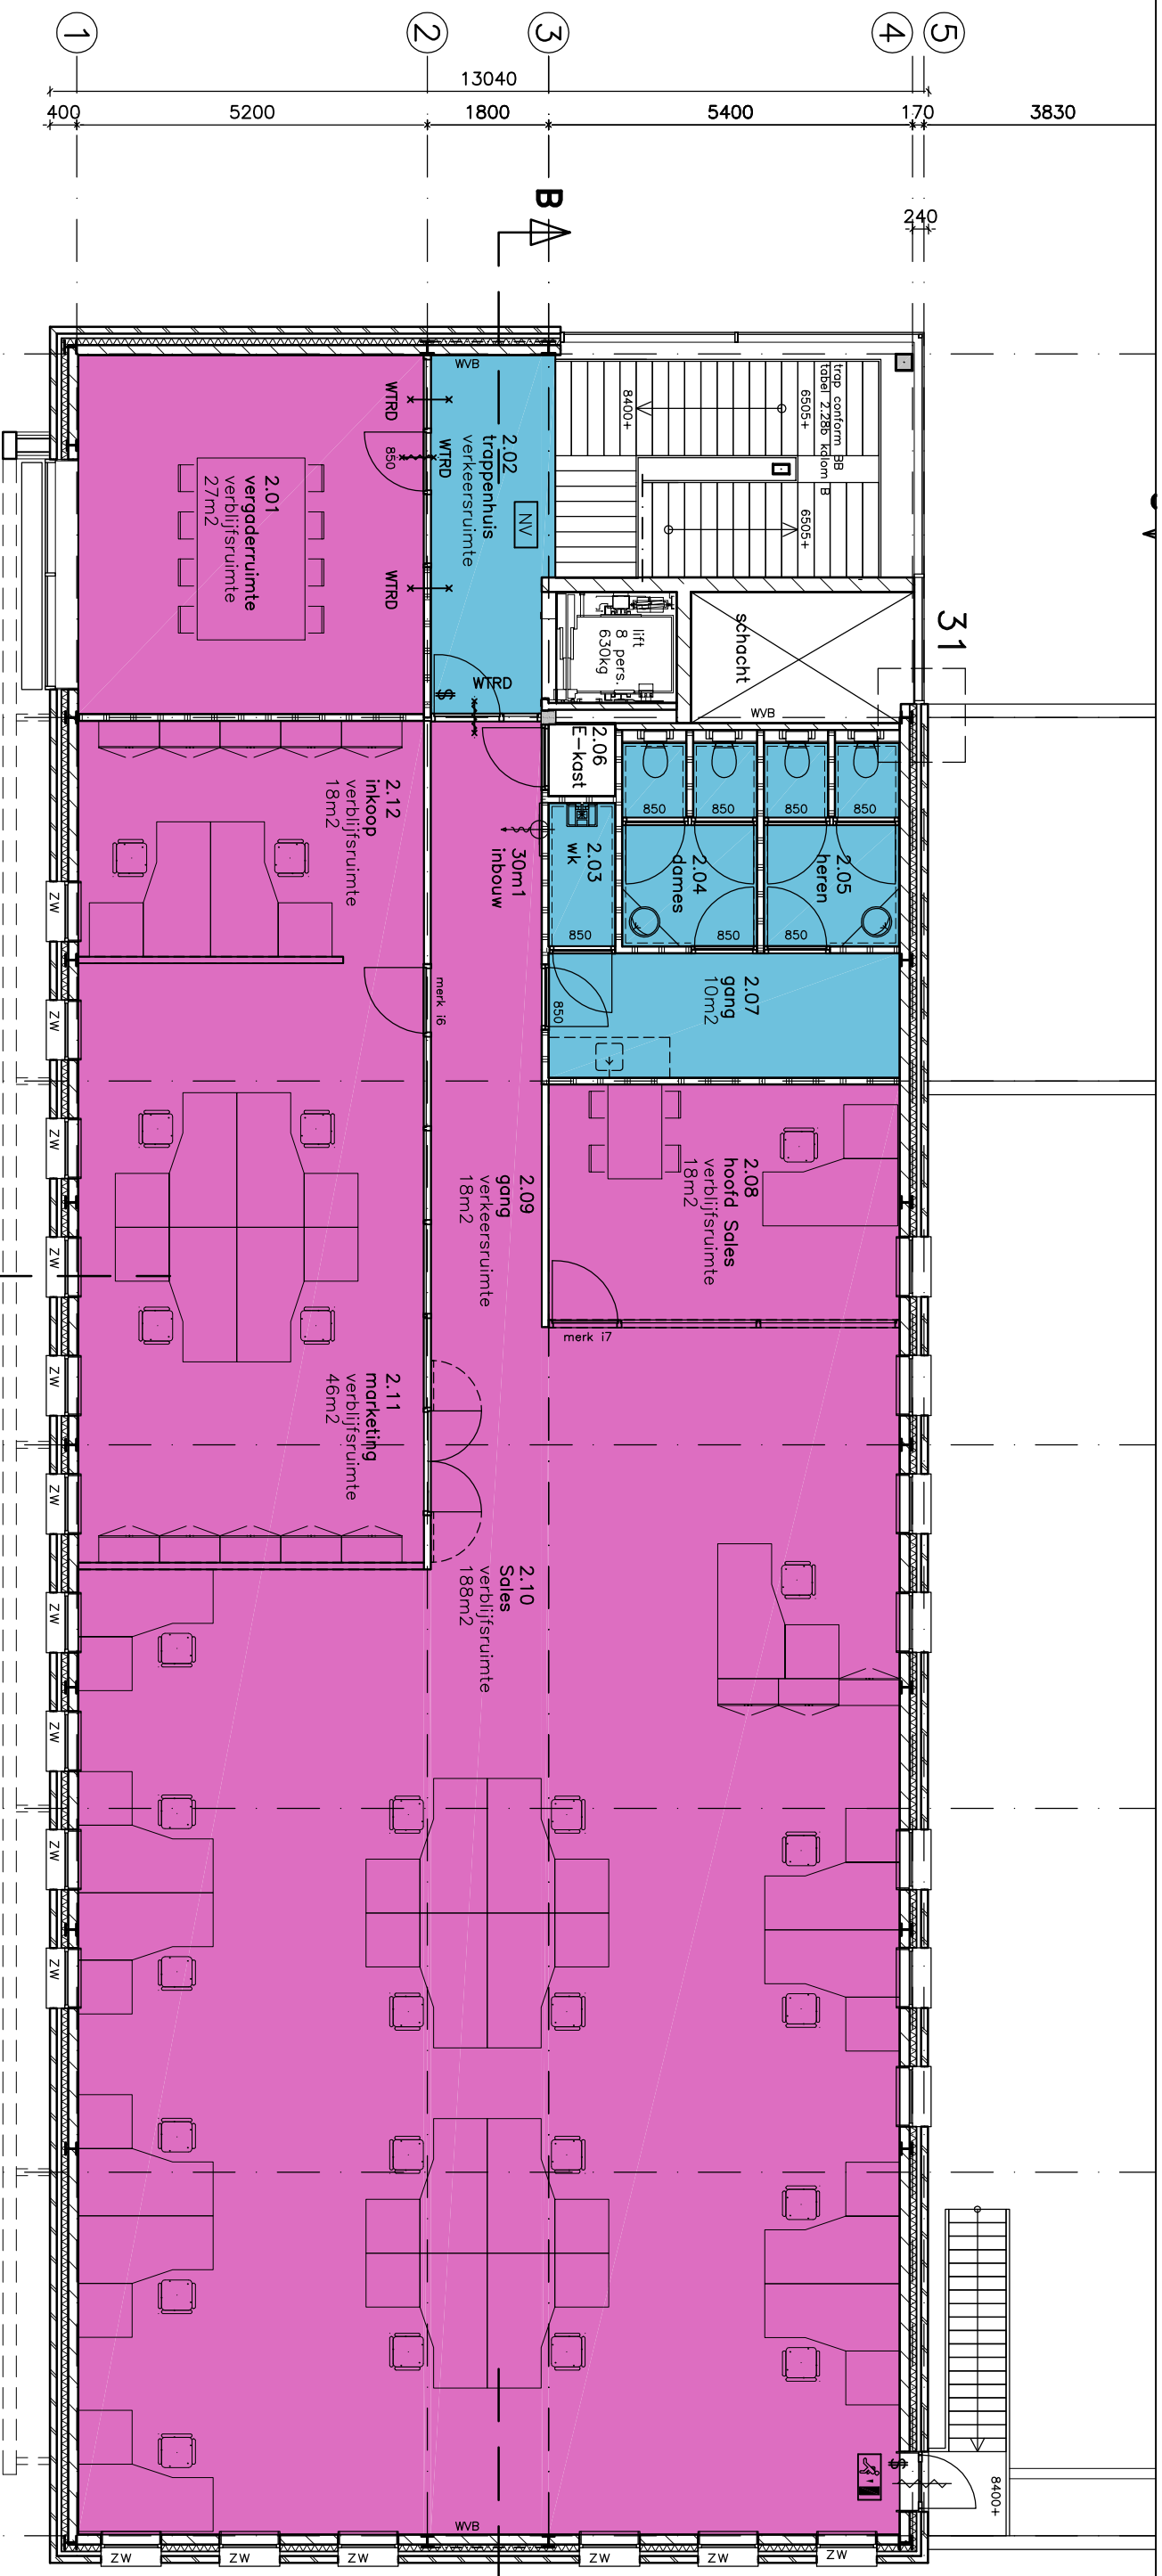 1
2
3
4
5
13040
400
5200
1800
5400
170
3830
240
B
WVB
trap conform BB
tabel 2.28b kolom B
6505+
8400+
6505+
31
WTRD
850
WTRD
WTRD
WTRD
2.02
trappenhuis
verkeersruimte
NV
2.01
vergaderruimte
verblijfsruimte
27m2
lift
8 pers.
630kg
schacht
WVB
$
2.06
E-kast
850
850
850
850
2.12
inkoop
verblijfsruimte
18m2
30m1
inbouw
2.03
wk
2.04
dames
2.05
heren
850
850
850
merk i6
850
2.07
gang
10m2
2.09
gang
verkeersruimte
18m2
2.08
hoofd Sales
verblijfsruimte
18m2
merk i7
2.11
marketing
verblijfsruimte
46m2
2.10
Sales
verblijfsruimte
188m2
ZW
ZW
ZW
ZW
ZW
ZW
ZW
ZW
ZW
ZW
$
8400+
WVB
ZW
ZW
ZW
ZW
ZW
ZW